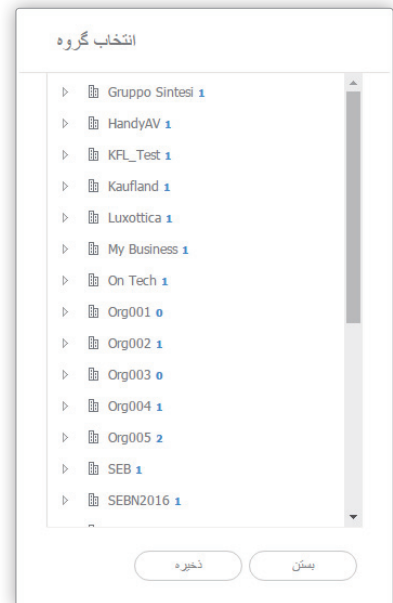 انتخاب گروه
Gruppo Sintesi 1
HandyAV 1
KFL_Test 1
Kaufland 1
Luxottica 1
My Business 1
On Tech 1
Org001 0
Org002 1
Org003 0
Org004 1
Org005 2
SEB 1
SEBN2016 1
بستن ذخیره